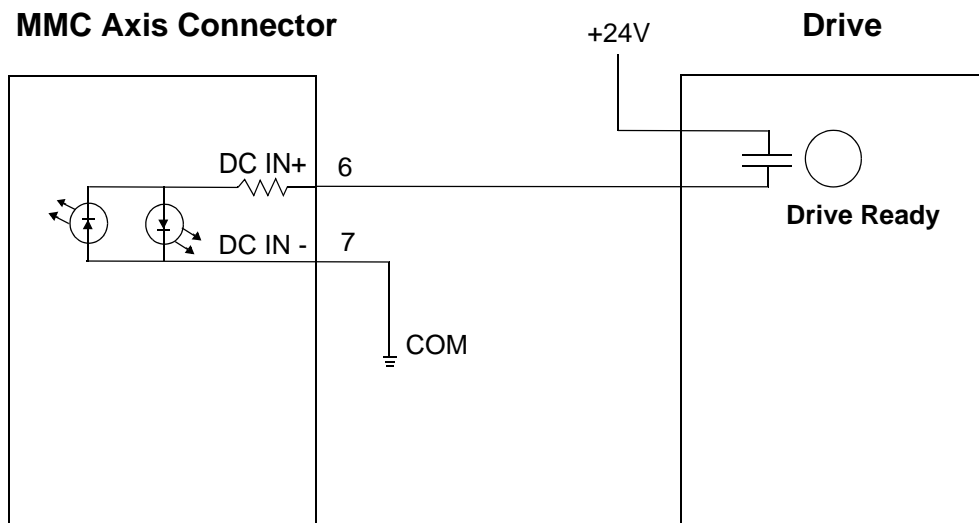 MMC Axis Connector
+24V
Drive
DC IN+
6
Drive Ready
DC IN -
7
COM